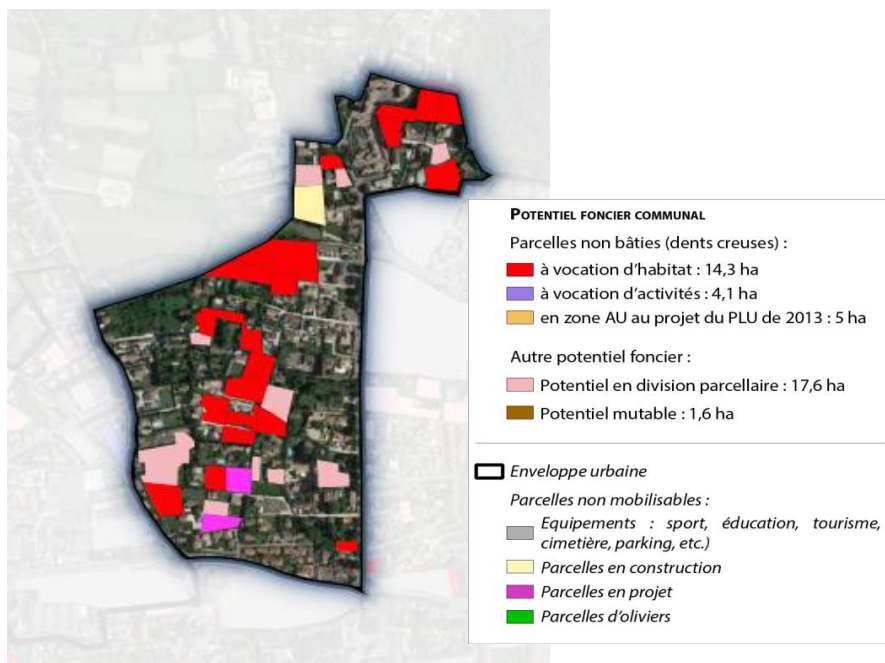 POTENTIEL FONCIER COMMUNAL
Parcelles non bâties (dents creuses) :
à vocation d'habitat : 14,3 ha
à vocation d'activités : 4,1 ha
en zone AU au projet du PLU de 2013 : 5 ha
Autre potentiel foncier :
Potentiel en division parcellaire : 17,6 ha
Potentiel mutable : 1,6 ha
Enveloppe urbaine
Parcelles non mobilisables :
Equipements : sport, éducation, tourisme,
cimetière, parking, etc.)
Parcelles en construction
Parcelles en projet
Parcelles d'oliviers